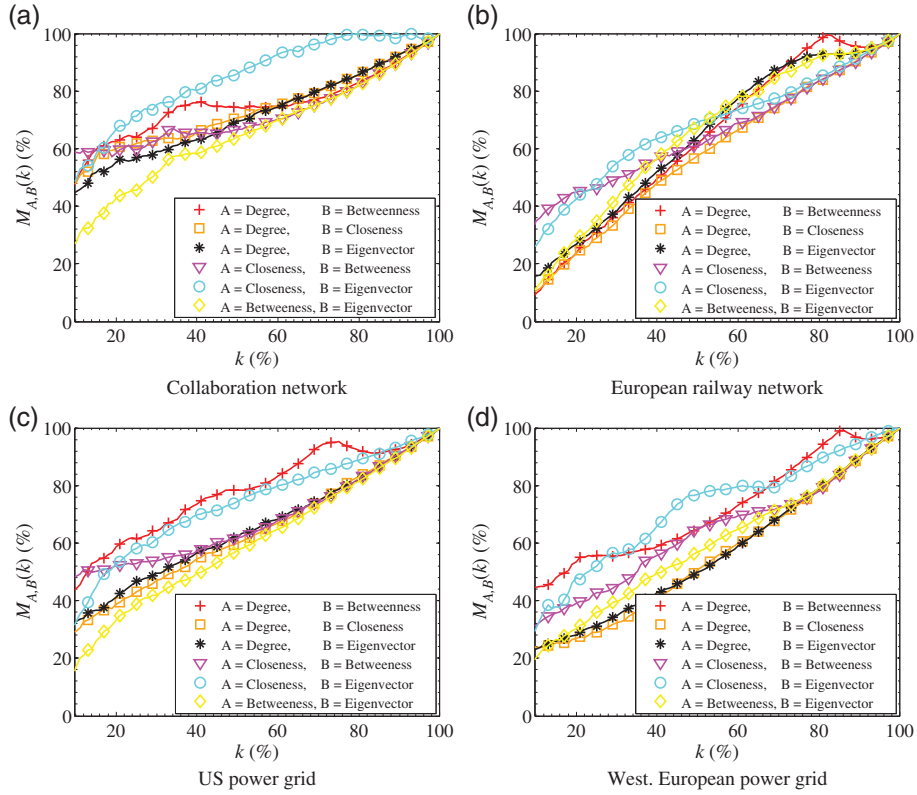 (a)
M_{A,B}(k) (%)
100
80
60
40
20
0
A = Degree, B = Betweenness
A = Degree, B = Closeness
A = Degree, B = Eigenvector
A = Closeness, B = Betweeness
A = Closeness, B = Eigenvector
A = Betweeness, B = Eigenvector
20 40 60 80 100
k (%)
Collaboration network
(b)
M_{A,B}(k) (%)
100
80
60
40
20
0
A = Degree, B = Betweenness
A = Degree, B = Closeness
A = Degree, B = Eigenvector
A = Closeness, B = Betweeness
A = Closeness, B = Eigenvector
A = Betweeness, B = Eigenvector
20 40 60 80 100
k (%)
European railway network
(c)
M_{A,B}(k) (%)
100
80
60
40
20
0
A = Degree, B = Betweenness
A = Degree, B = Closeness
A = Degree, B = Eigenvector
A = Closeness, B = Betweeness
A = Closeness, B = Eigenvector
A = Betweeness, B = Eigenvector
20 40 60 80 100
k (%)
US power grid
(d)
M_{A,B}(k) (%)
100
80
60
40
20
0
A = Degree, B = Betweenness
A = Degree, B = Closeness
A = Degree, B = Eigenvector
A = Closeness, B = Betweeness
A = Closeness, B = Eigenvector
A = Betweeness, B = Eigenvector
20 40 60 80 100
k (%)
West. European power grid